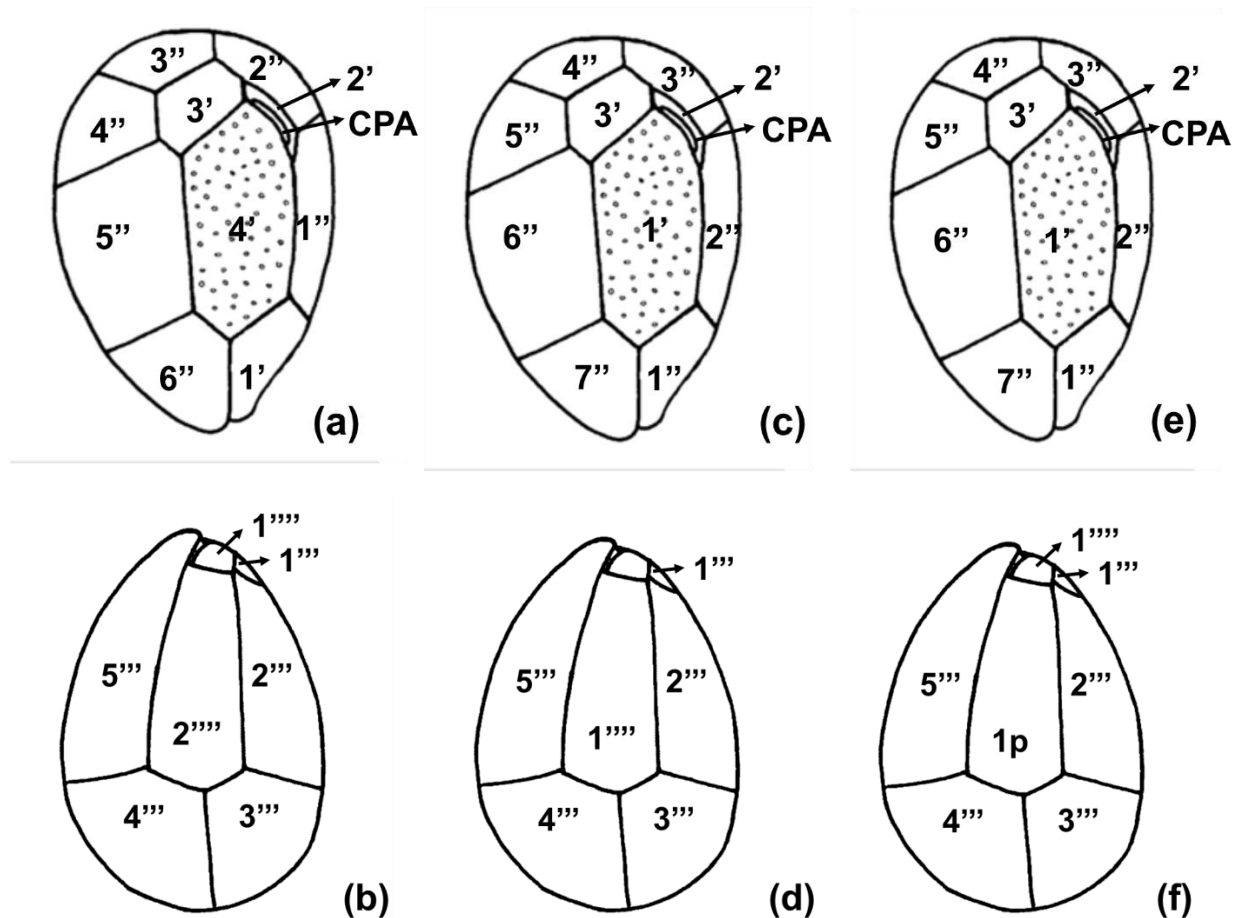 3” 2” 2’
4” 3’ CPA
5” 4’ 1”
6” 1’
(a)
4” 3” 2’
5” 3’ CPA
6” 1’ 2”
7” 1”
(c)
4” 3” 2’
5” 3’ CPA
6” 1’ 2”
7” 1”
(e)
1””
1”’
5”’ 2”’
2””
4”’ 3”’
(b)
1”’
5”’ 2”’
1””
4”’ 3”’
(d)
1””
1”’
5”’ 2”’
1p
4”’ 3”’
(f)